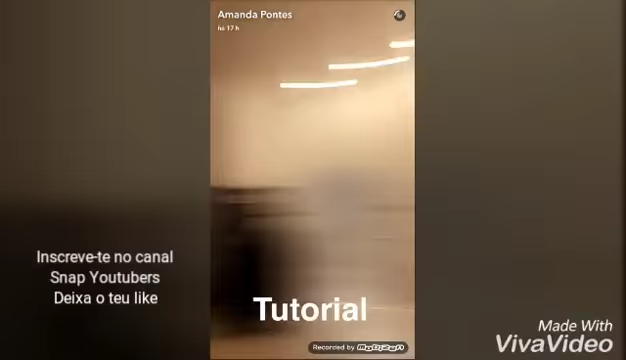 Amanda Pontes
há 17 h
Inscreve-te no canal
Snap Youtubers
Deixa o teu like
Tutorial
Recorded by Mobizen
Made With
VivaVideo